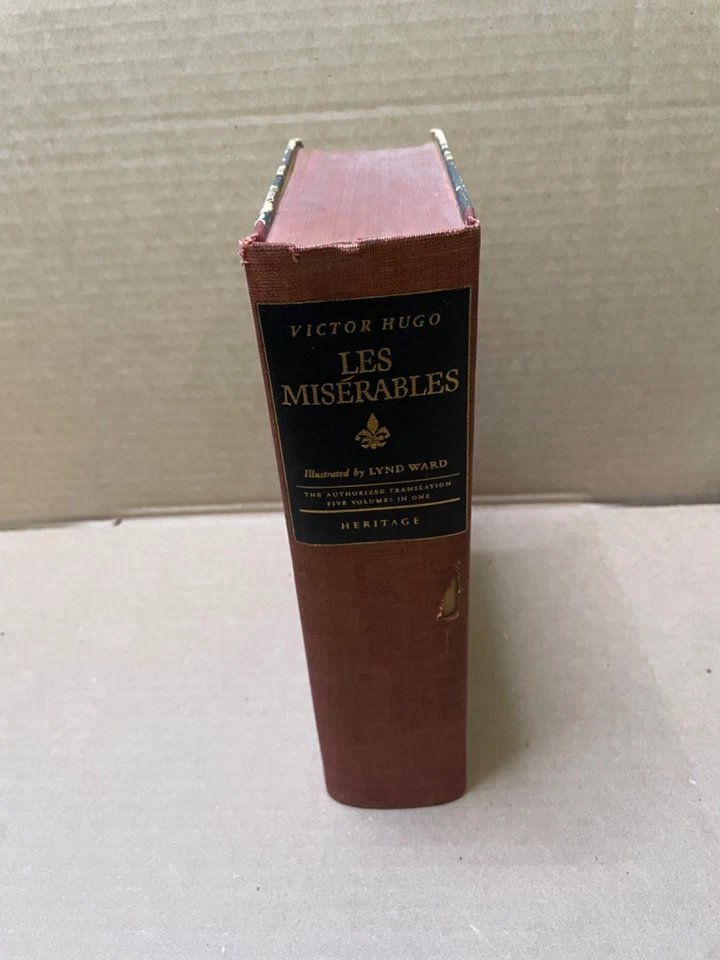 VICTOR HUGO
LES
MISÉRABLES
Illustrated by LYND WARD
THE AUTHORIZED TRANSLATION
FIVE VOLUMES IN ONE
HERITAGE